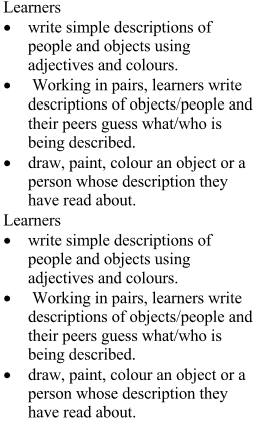 Learners
• write simple descriptions of
people and objects using
adjectives and colours.
• Working in pairs, learners write
descriptions of objects/people and
their peers guess what/who is
being described.
• draw, paint, colour an object or a
person whose description they
have read about.
Learners
• write simple descriptions of
people and objects using
adjectives and colours.
• Working in pairs, learners write
descriptions of objects/people and
their peers guess what/who is
being described.
• draw, paint, colour an object or a
person whose description they
have read about.